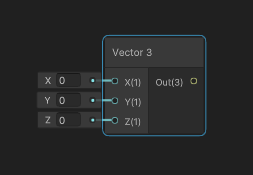 Vector 3
X 0 X(1) Out(3)
Y 0 Y(1)
Z 0 Z(1)